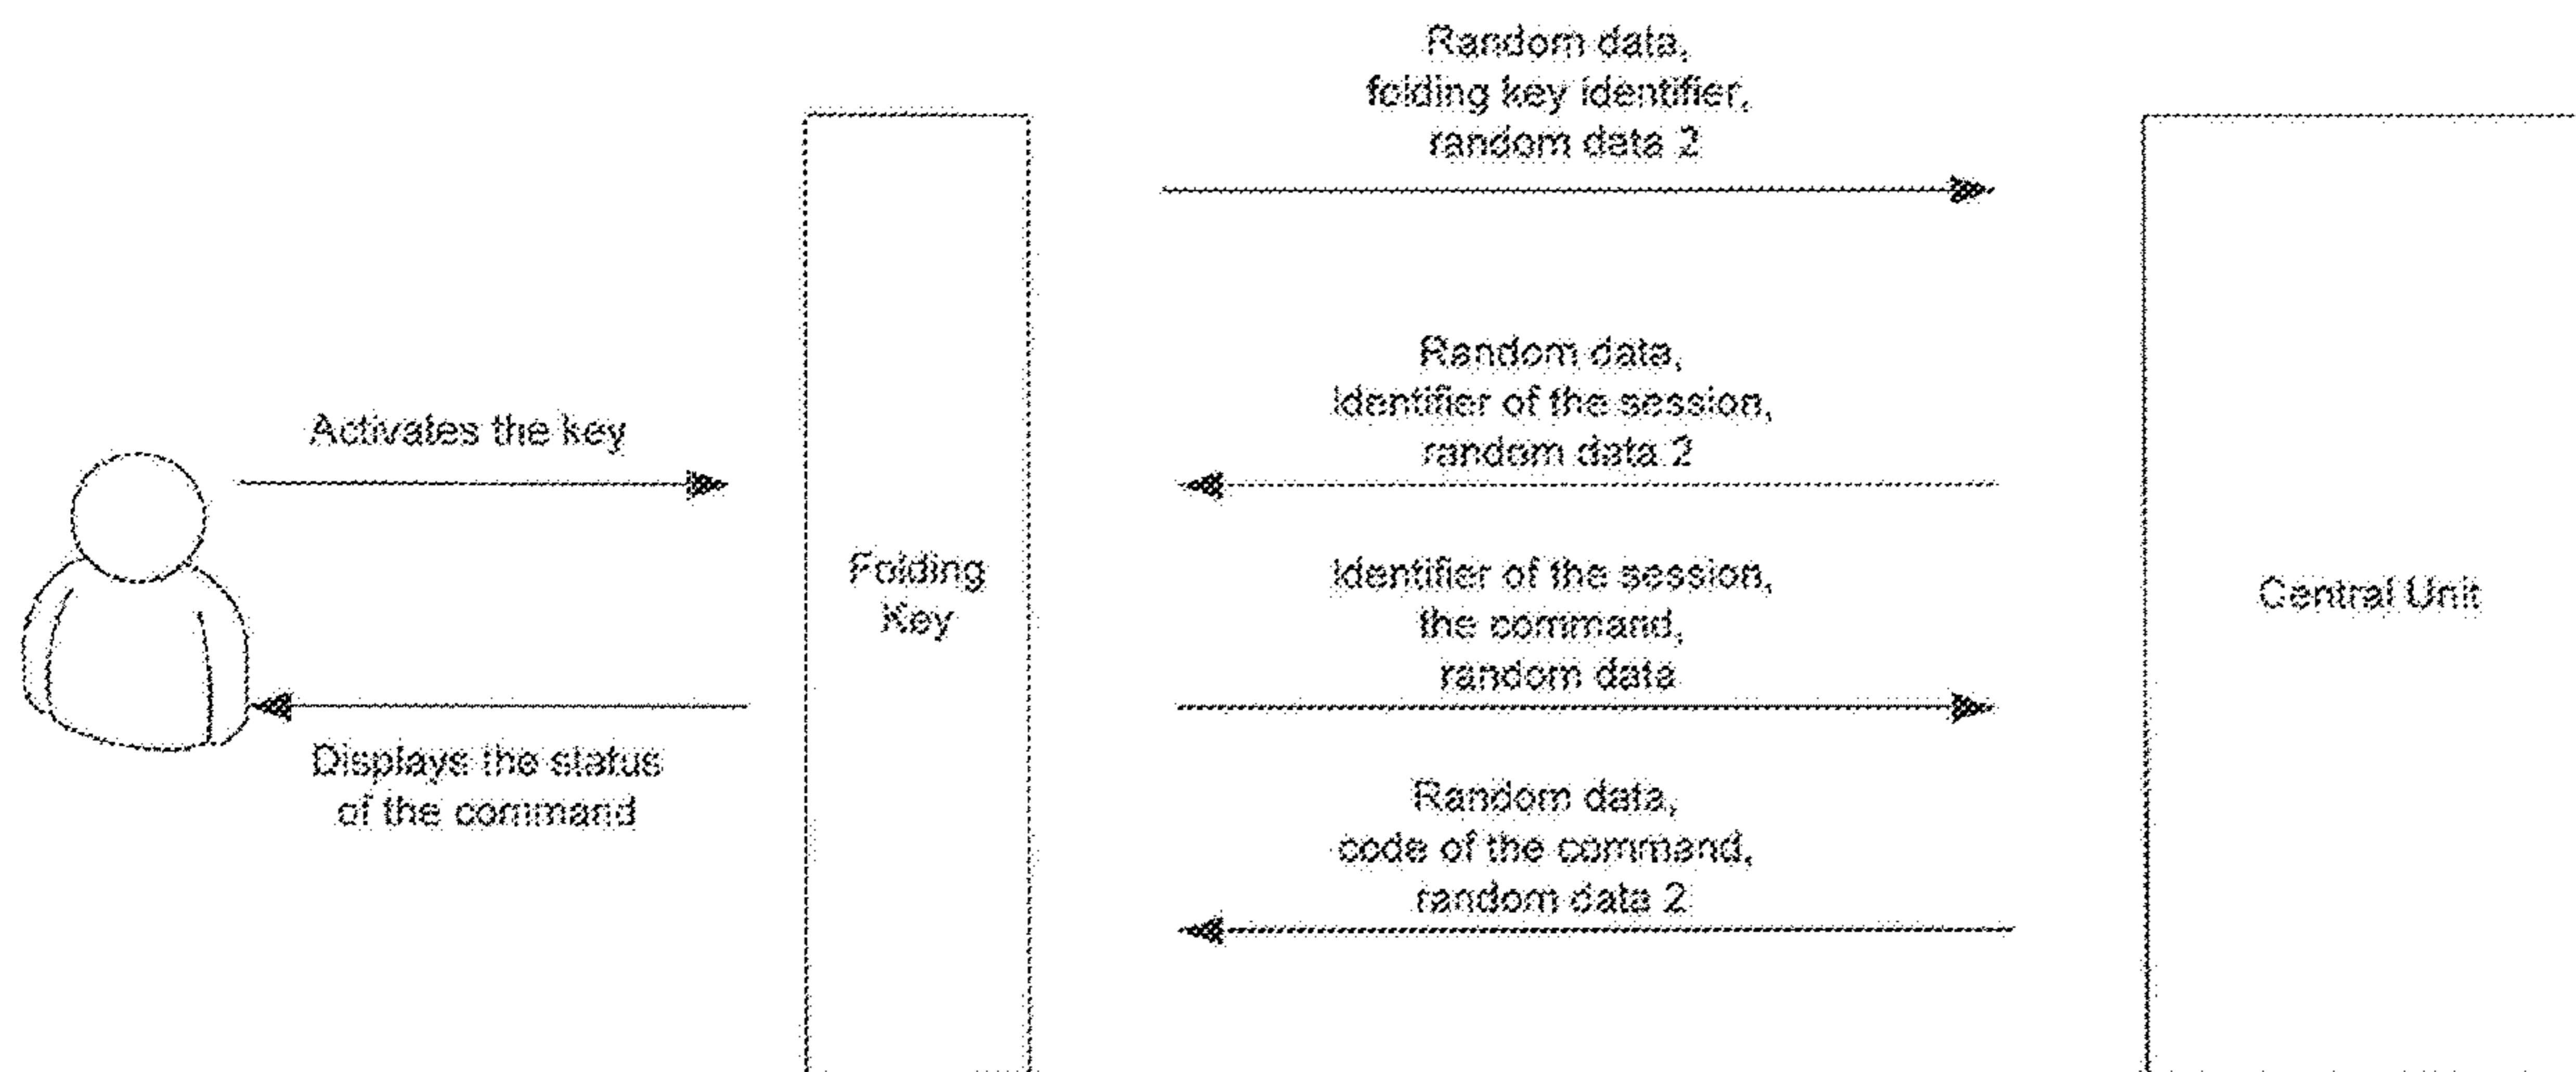 Random data,
folding key identifier,
random data 2
Random data,
Identifier of the session,
random data 2
Activates the key
Folding
Key
Identifier of the session,
the command,
random data
Central Unit
Displays the status
of the command
Random data,
code of the command,
random data 2